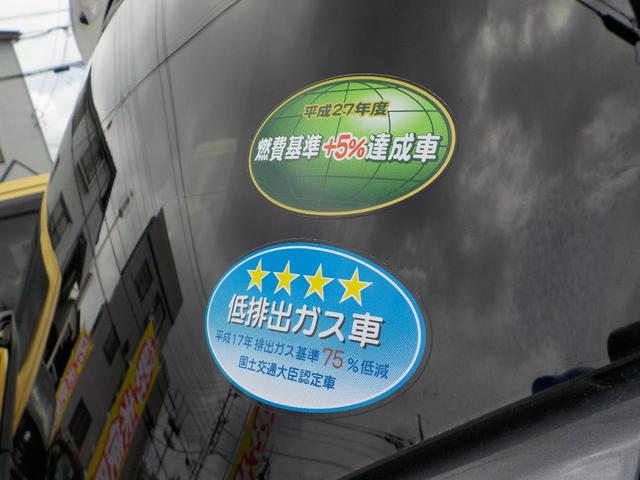 平成27年度
燃費基準+5%達成車
低排出ガス車
平成17年排出ガス基準75%低減
国土交通大臣認定車